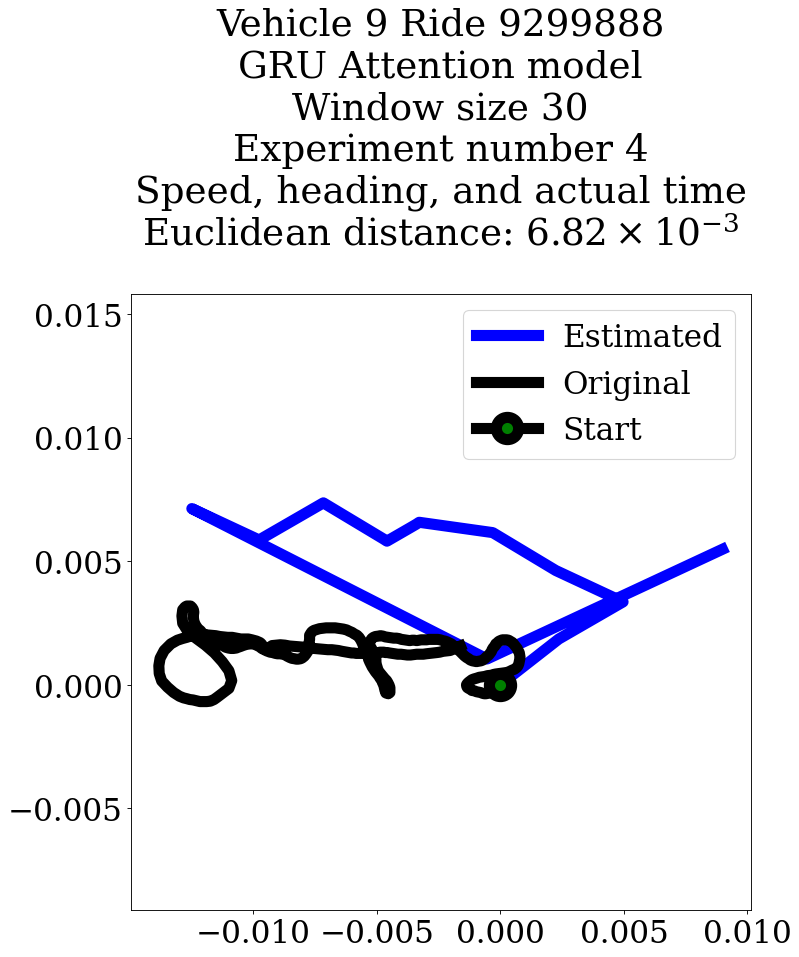 Vehicle 9 Ride 9299888
GRU Attention model
Window size 30
Experiment number 4
Speed, heading, and actual time
Euclidean distance: 6.82 × 10⁻³
Estimated
Original
Start
0.015
0.010
0.005
0.000
−0.005
−0.010 −0.005 0.000 0.005 0.010